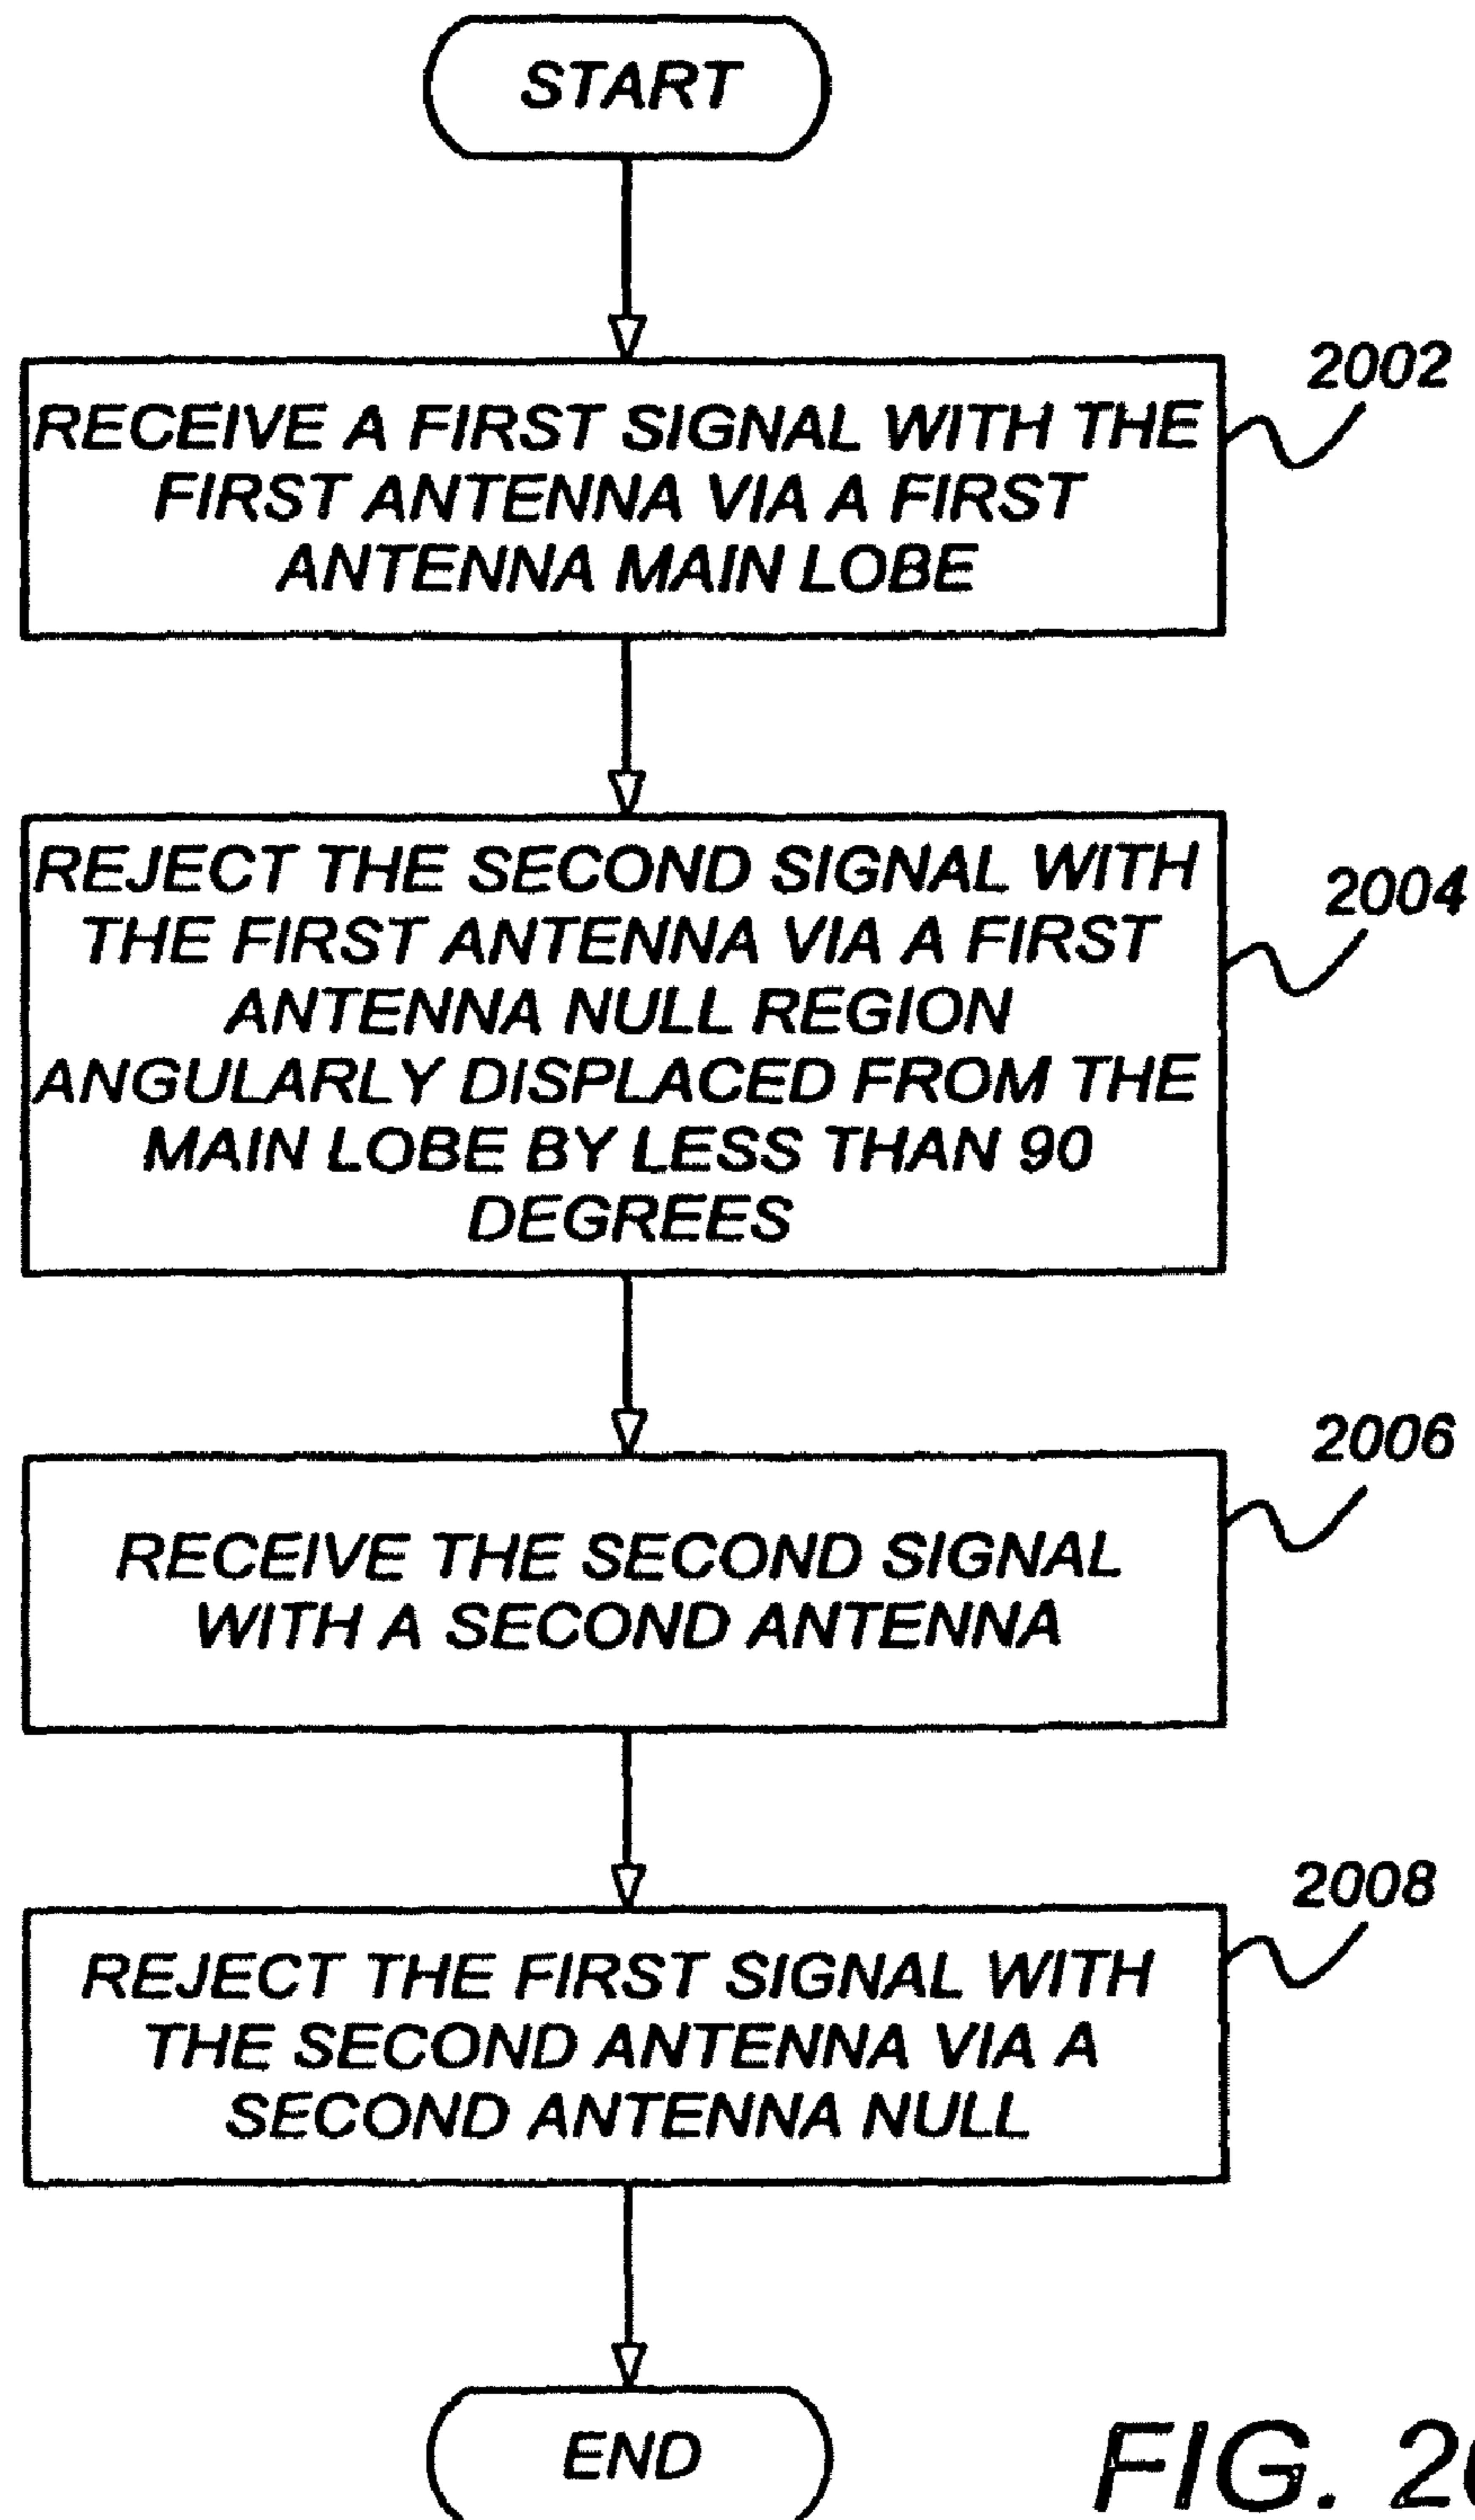 START
2002
RECEIVE A FIRST SIGNAL WITH THE
FIRST ANTENNA VIA A FIRST
ANTENNA MAIN LOBE
2004
REJECT THE SECOND SIGNAL WITH
THE FIRST ANTENNA VIA A FIRST
ANTENNA NULL REGION
ANGULARLY DISPLACED FROM THE
MAIN LOBE BY LESS THAN 90
DEGREES
2006
RECEIVE THE SECOND SIGNAL
WITH A SECOND ANTENNA
2008
REJECT THE FIRST SIGNAL WITH
THE SECOND ANTENNA VIA A
SECOND ANTENNA NULL
END
FIG.